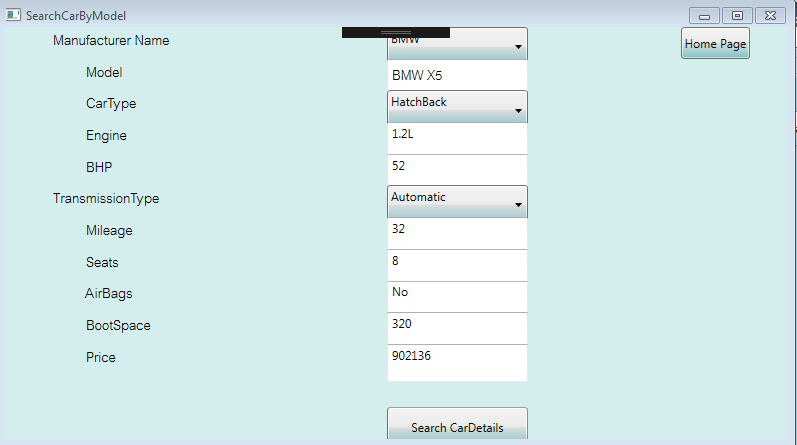 SearchCarByModel
Manufacturer Name BMW Home Page
Model BMW X5
CarType HatchBack
Engine 1.2L
BHP 52
TransmissionType Automatic
Mileage 32
Seats 8
AirBags No
BootSpace 320
Price 902136
Search CarDetails